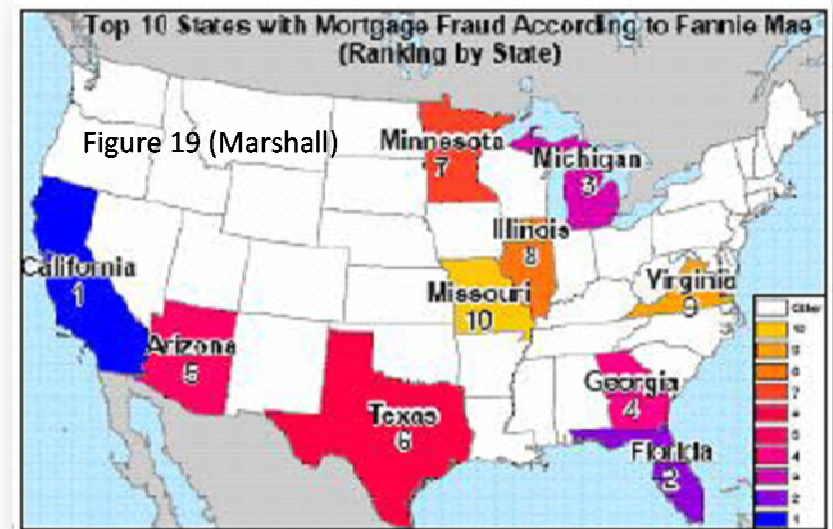 Top 10 States with Mortgage Fraud According to Fannie Mae
(Ranking by State)
Figure 19 (Marshall)
Minnesota
7
Michigan
3
Illinois
8
California
1
Missouri
10
Virginia
9
Arizona
5
Georgia
4
Texas
6
Florida
2
Other
10
9
8
7
6
5
4
3
2
1